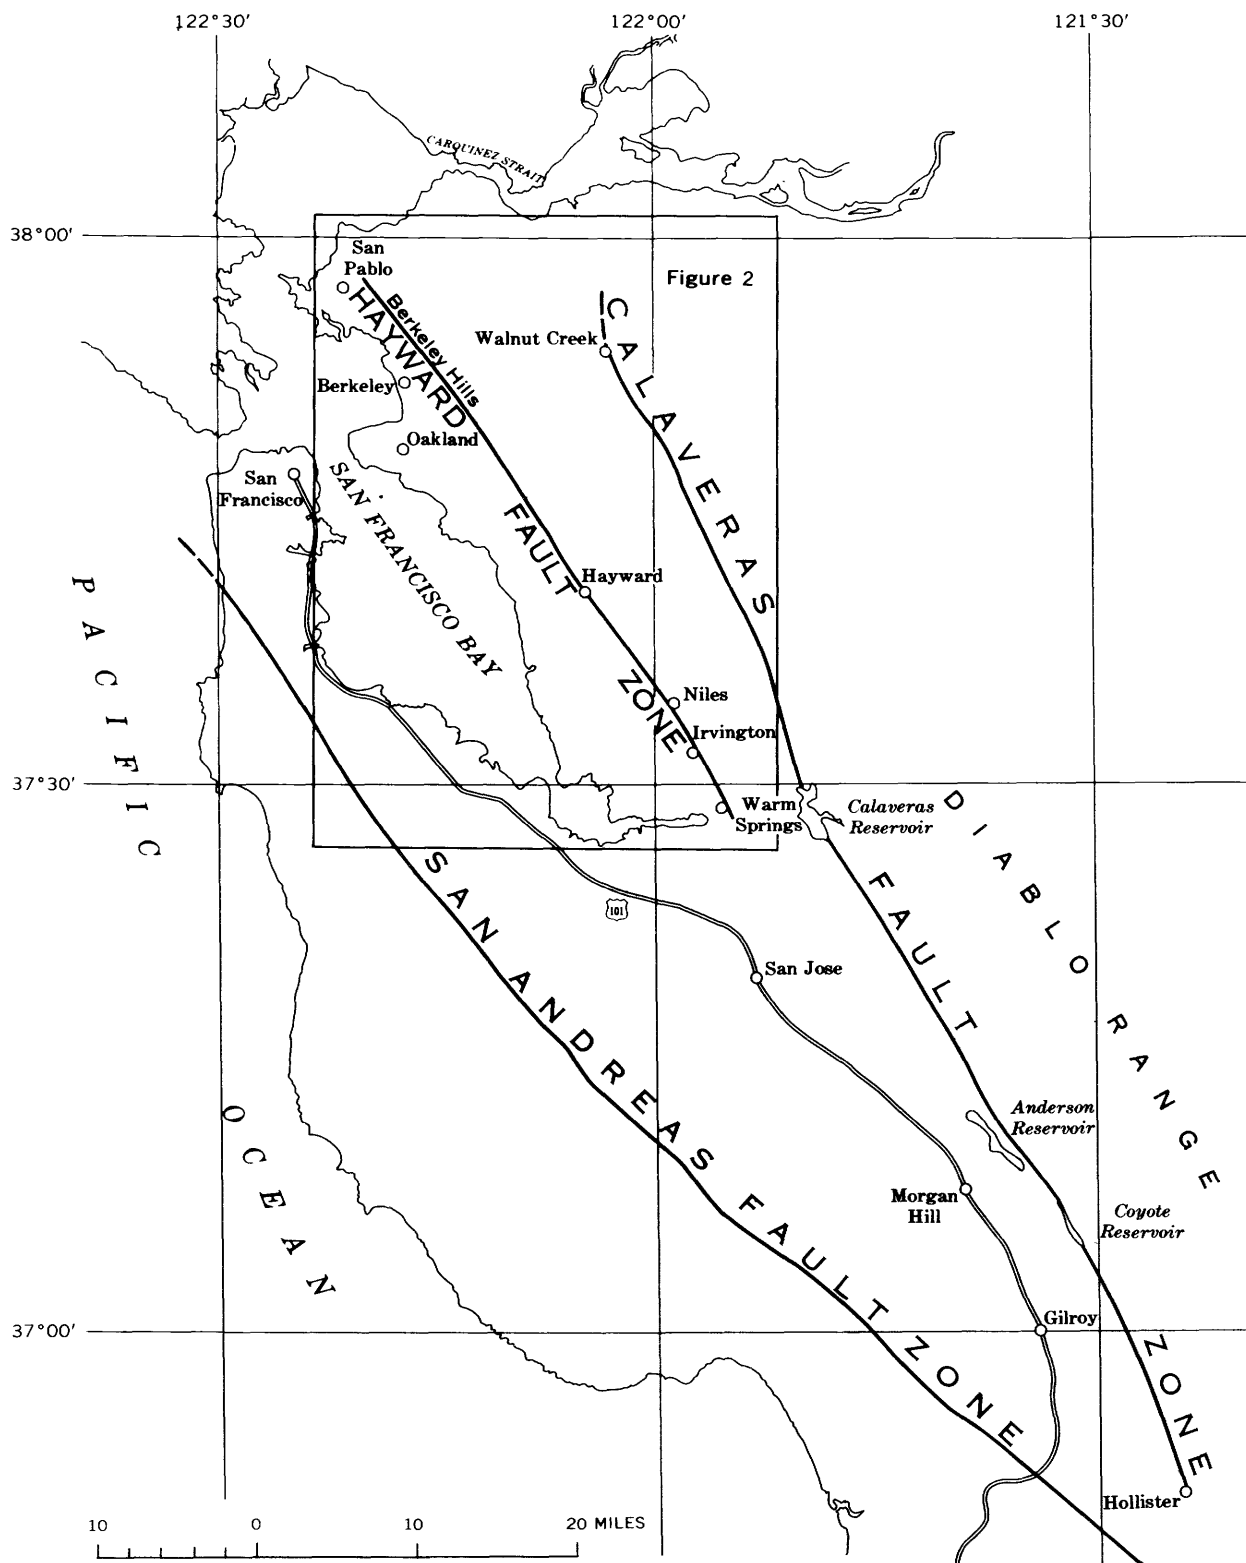 122°30′
122°00′
121°30′
CARQUINEZ STRAIT
38°00′
San
Pablo
Figure 2
Berkeley Hills
Walnut Creek
Berkeley
Oakland
San
Francisco
SAN FRANCISCO BAY
HAYWARD FAULT ZONE
Hayward
Niles
Irvington
37°30′
Warm
Springs
Calaveras
Reservoir
CALAVERAS FAULT ZONE
DIABLO RANGE
PACIFIC OCEAN
101
San Jose
SAN ANDREAS FAULT ZONE
Anderson
Reservoir
Morgan
Hill
Coyote
Reservoir
37°00′
Gilroy
Hollister
10 0 10 20 MILES